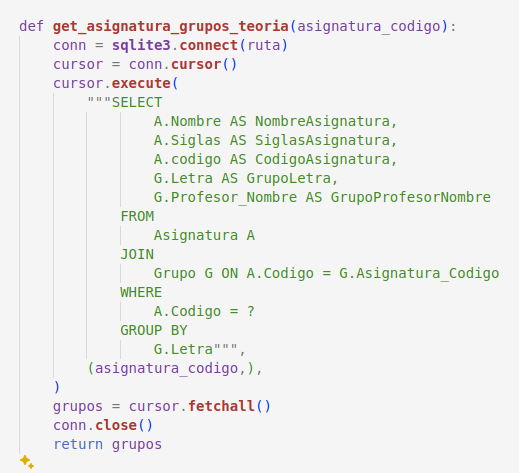 def get_asignatura_grupos_teoria(asignatura_codigo):
    conn = sqlite3.connect(ruta)
    cursor = conn.cursor()
    cursor.execute(
        """SELECT
                A.Nombre AS NombreAsignatura,
                A.Siglas AS SiglasAsignatura,
                A.codigo AS CodigoAsignatura,
                G.Letra AS GrupoLetra,
                G.Profesor_Nombre AS GrupoProfesorNombre
            FROM
                Asignatura A
            JOIN
                Grupo G ON A.Codigo = G.Asignatura_Codigo
            WHERE
                A.Codigo = ?
            GROUP BY
                G.Letra""",
        (asignatura_codigo,),
    )
    grupos = cursor.fetchall()
    conn.close()
    return grupos